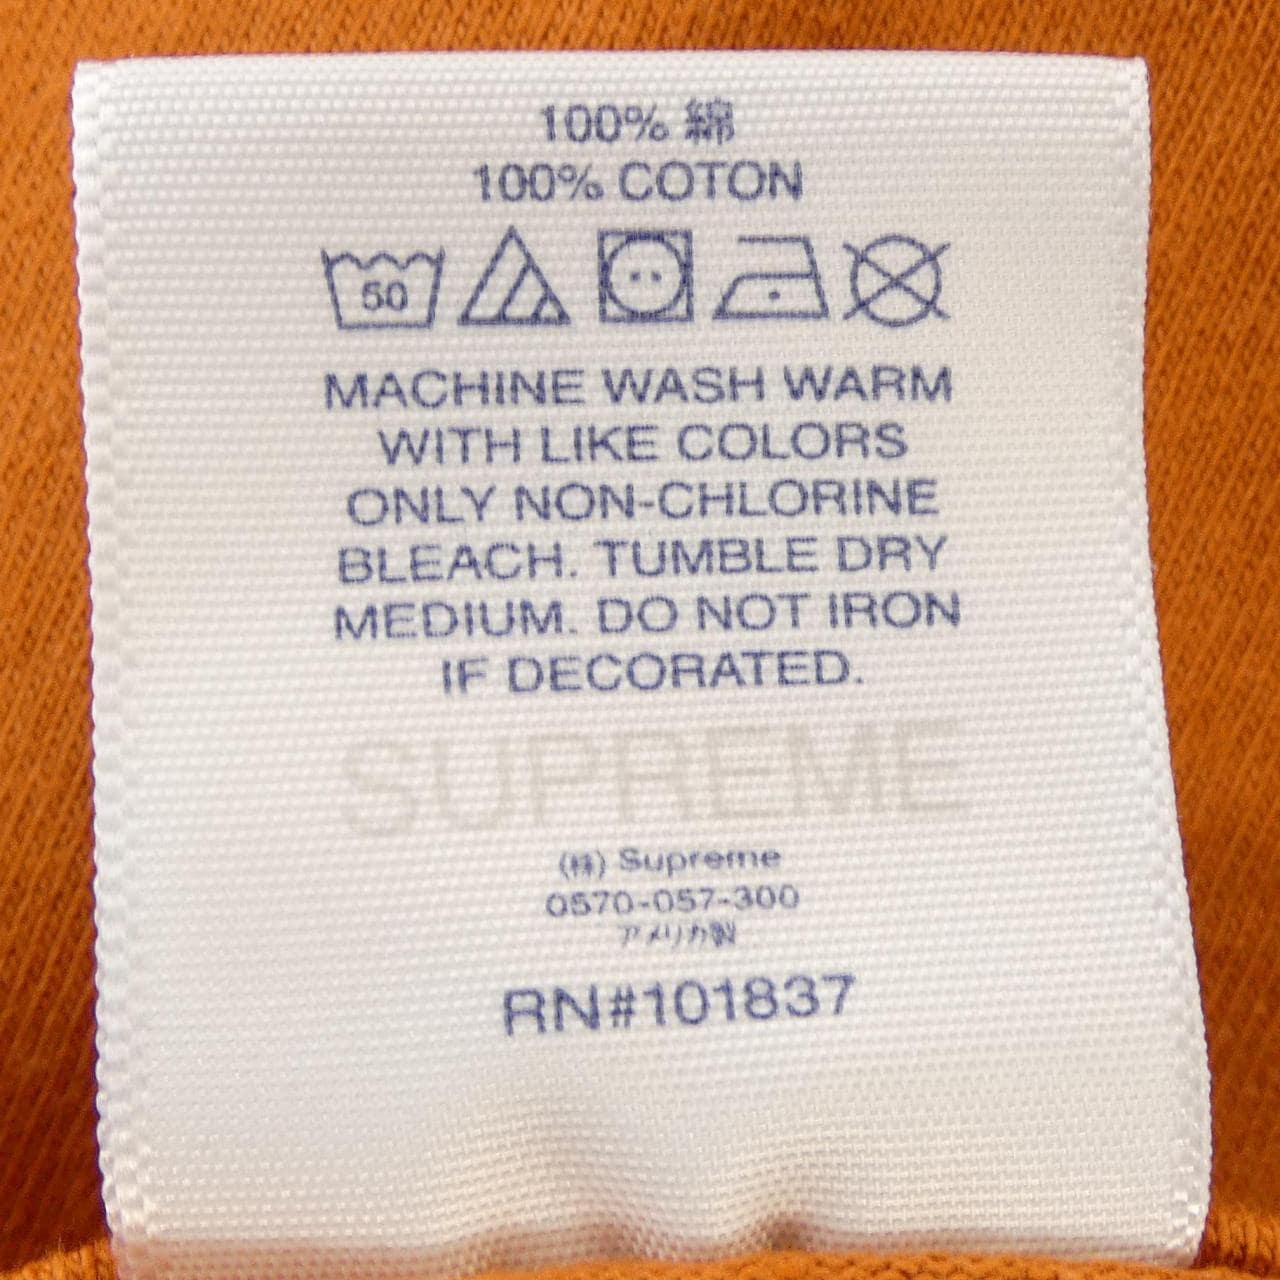 100% 綿
100% COTON
50
MACHINE WASH WARM
WITH LIKE COLORS
ONLY NON-CHLORINE
BLEACH. TUMBLE DRY
MEDIUM. DO NOT IRON
IF DECORATED.
SUPREME
(株) Supreme
0570-057-300
アメリカ製
RN#101837